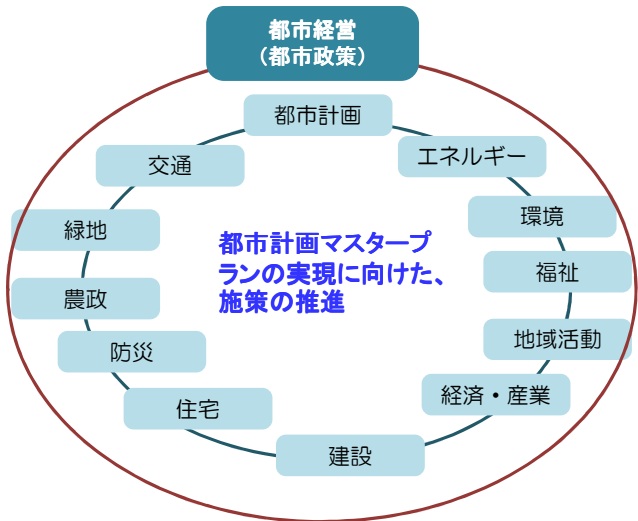 都市経営
（都市政策）
都市計画
交通
エネルギー
緑地
環境
都市計画マスタープ
ランの実現に向けた、
施策の推進
福祉
農政
地域活動
防災
経済・産業
住宅
建設